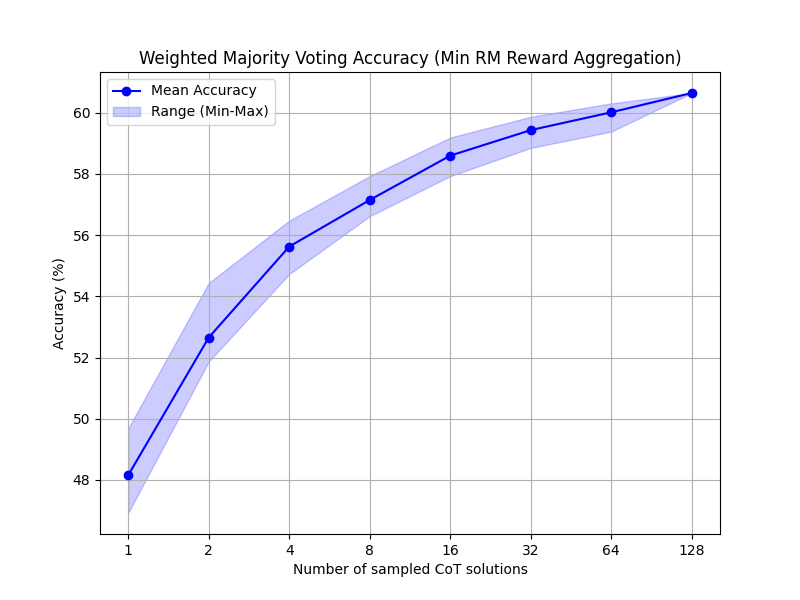 Weighted Majority Voting Accuracy (Min RM Reward Aggregation)
Mean Accuracy
Range (Min-Max)
Accuracy (%)
60
58
56
54
52
50
48
1 2 4 8 16 32 64 128
Number of sampled CoT solutions